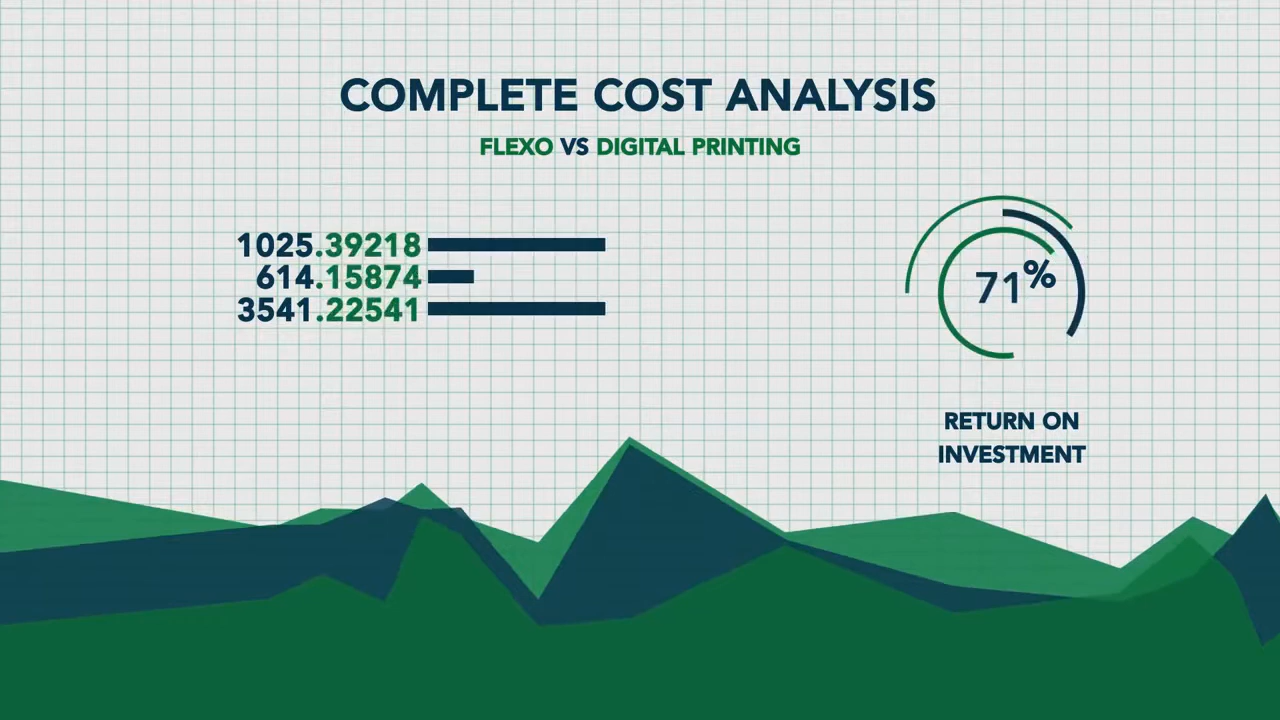 COMPLETE COST ANALYSIS
FLEXO VS DIGITAL PRINTING
1025.39218
614.15874
3541.22541
71%
RETURN ON
INVESTMENT